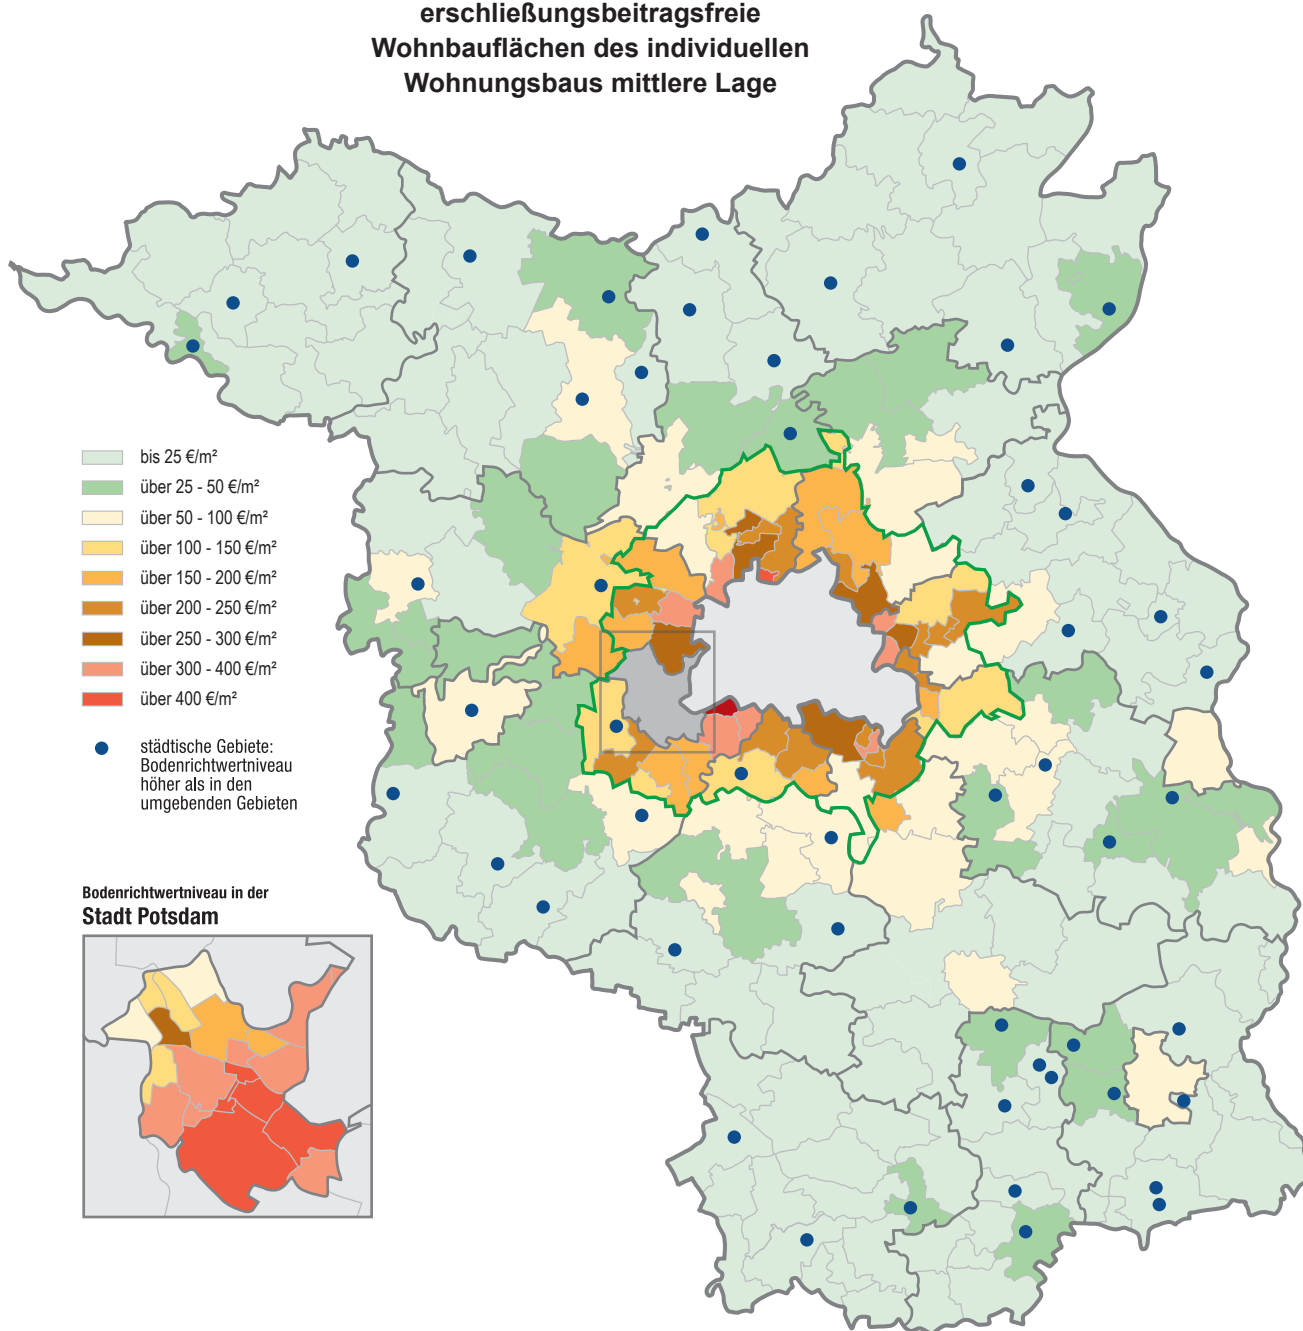 erschließungsbeitragsfreie
Wohnbauflächen des individuellen
Wohnungsbaus mittlere Lage
bis 25 €/m²
über 25 - 50 €/m²
über 50 - 100 €/m²
über 100 - 150 €/m²
über 150 - 200 €/m²
über 200 - 250 €/m²
über 250 - 300 €/m²
über 300 - 400 €/m²
über 400 €/m²
städtische Gebiete:
Bodenrichtwertniveau
höher als in den
umgebenden Gebieten
Bodenrichtwertniveau in der
Stadt Potsdam